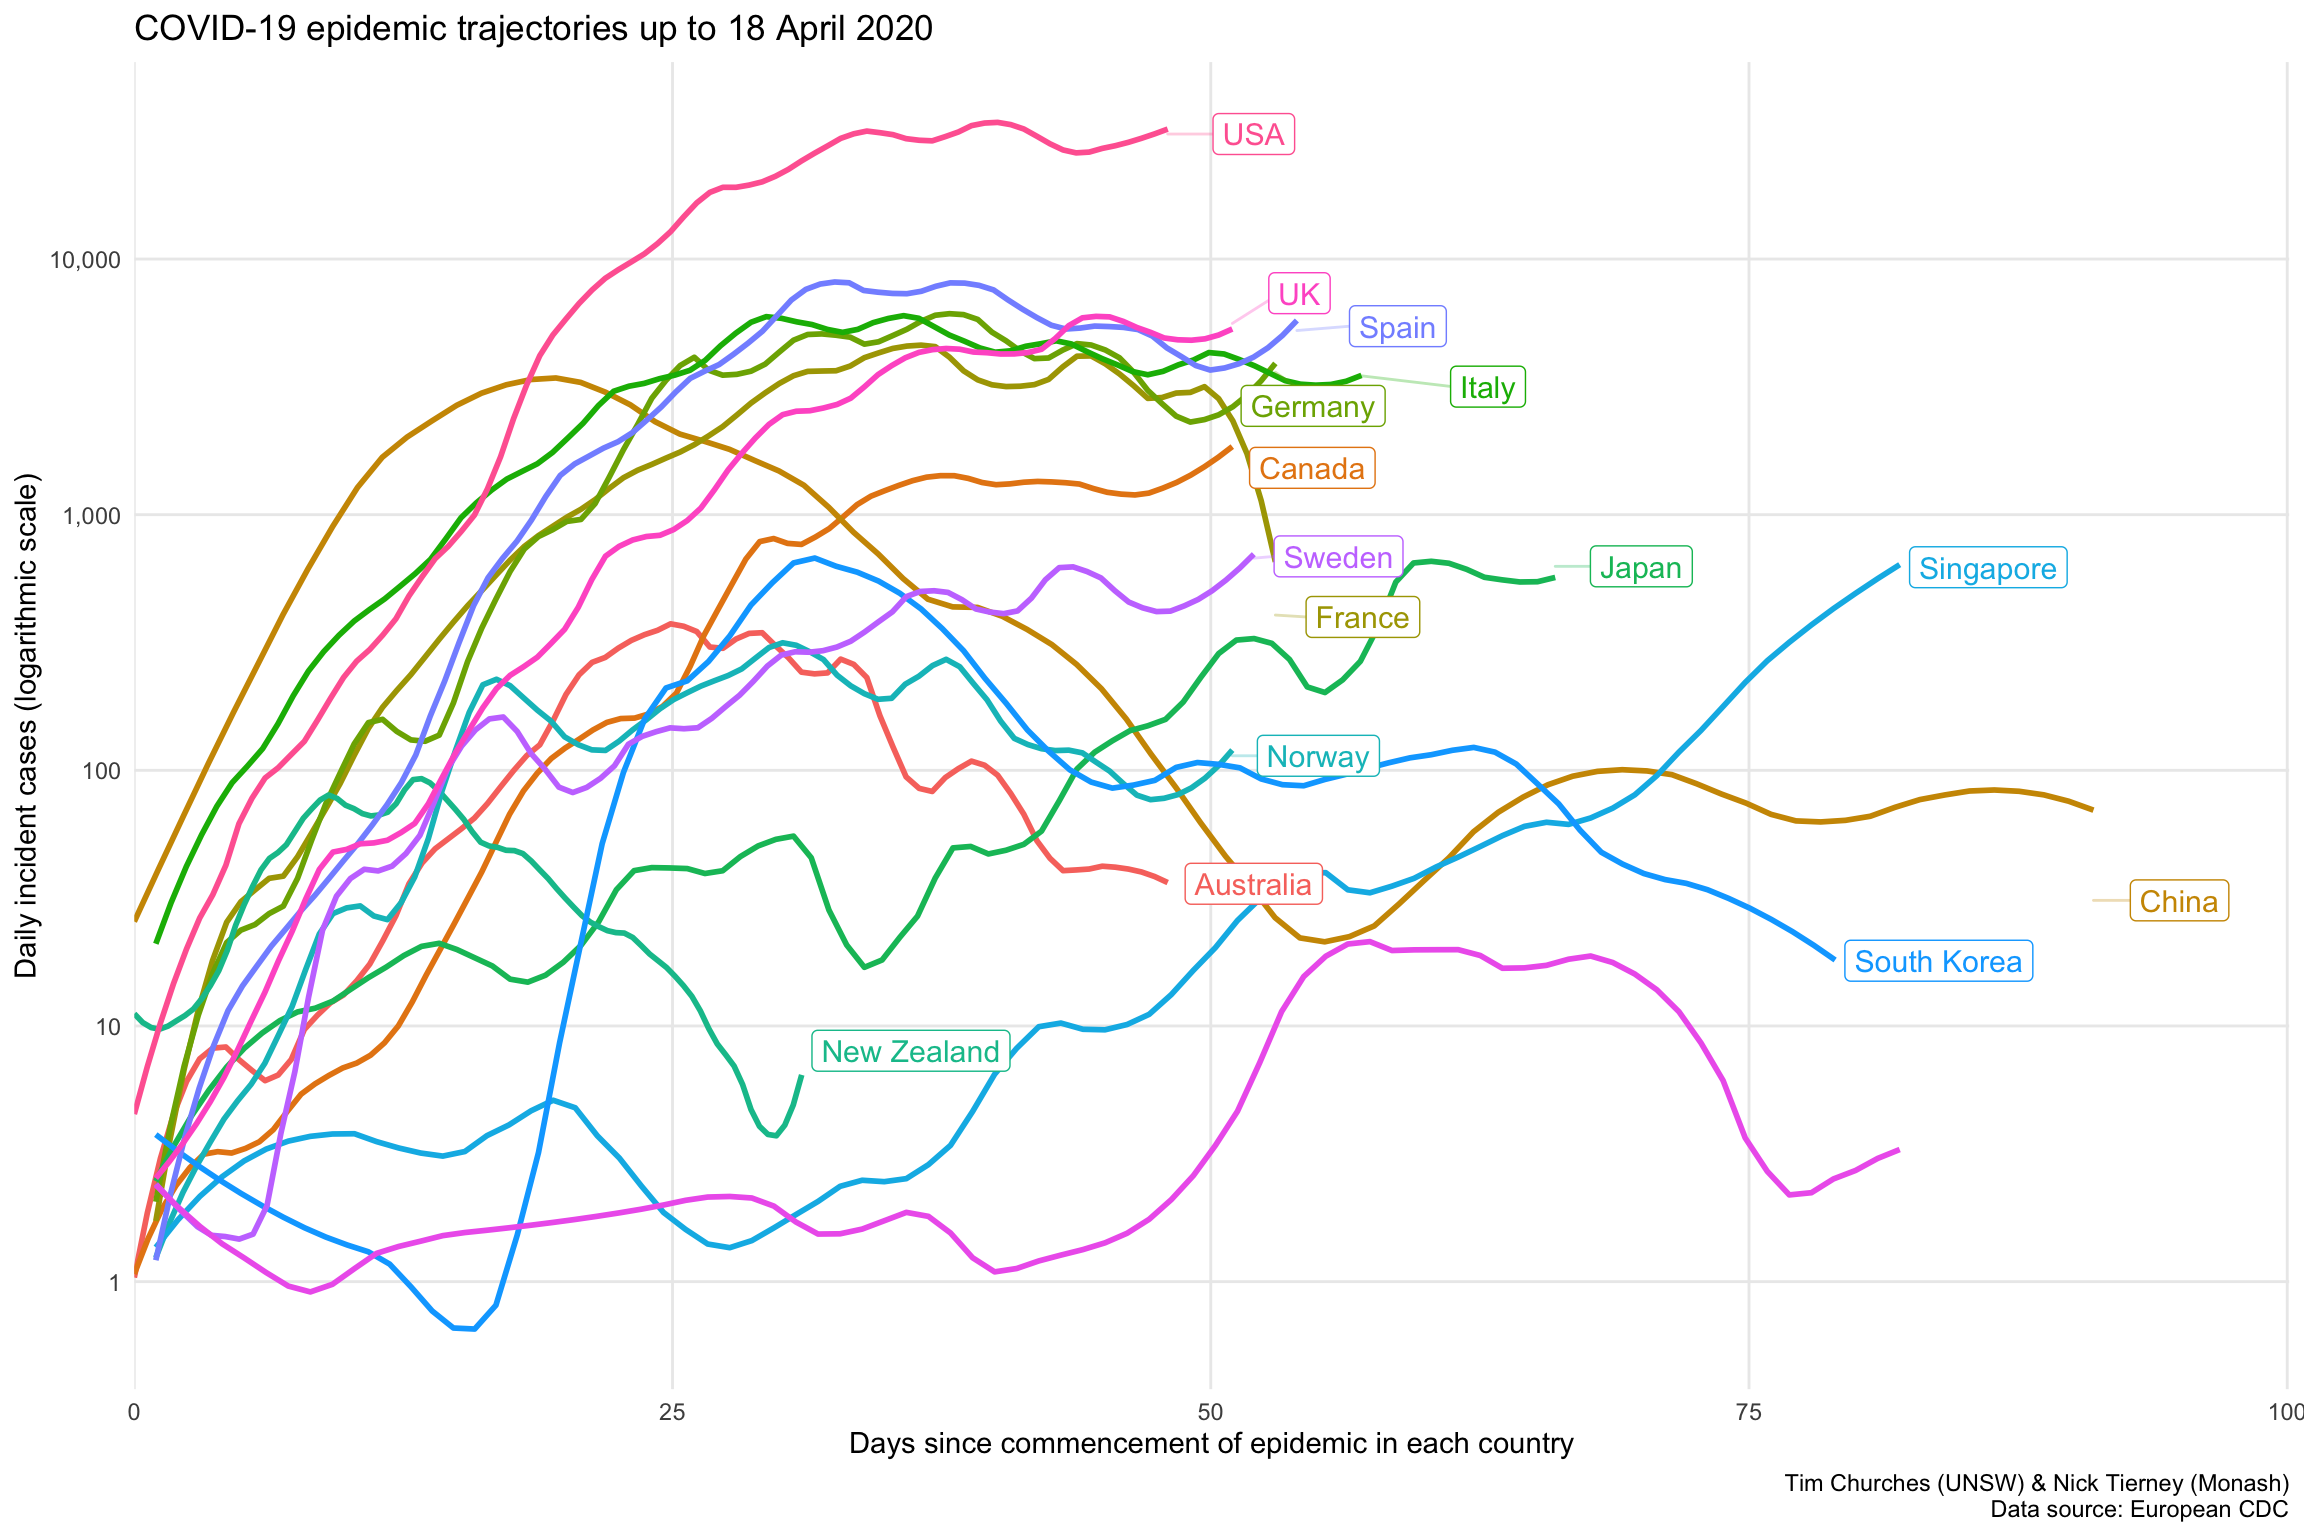 COVID-19 epidemic trajectories up to 18 April 2020
Daily incident cases (logarithmic scale)
10,000
1,000
100
10
1
USA
UK
Spain
Italy
Germany
Canada
Sweden
Japan
Singapore
France
Norway
Australia
China
South Korea
New Zealand
0
25
50
75
100
Days since commencement of epidemic in each country
Tim Churches (UNSW) & Nick Tierney (Monash)
Data source: European CDC